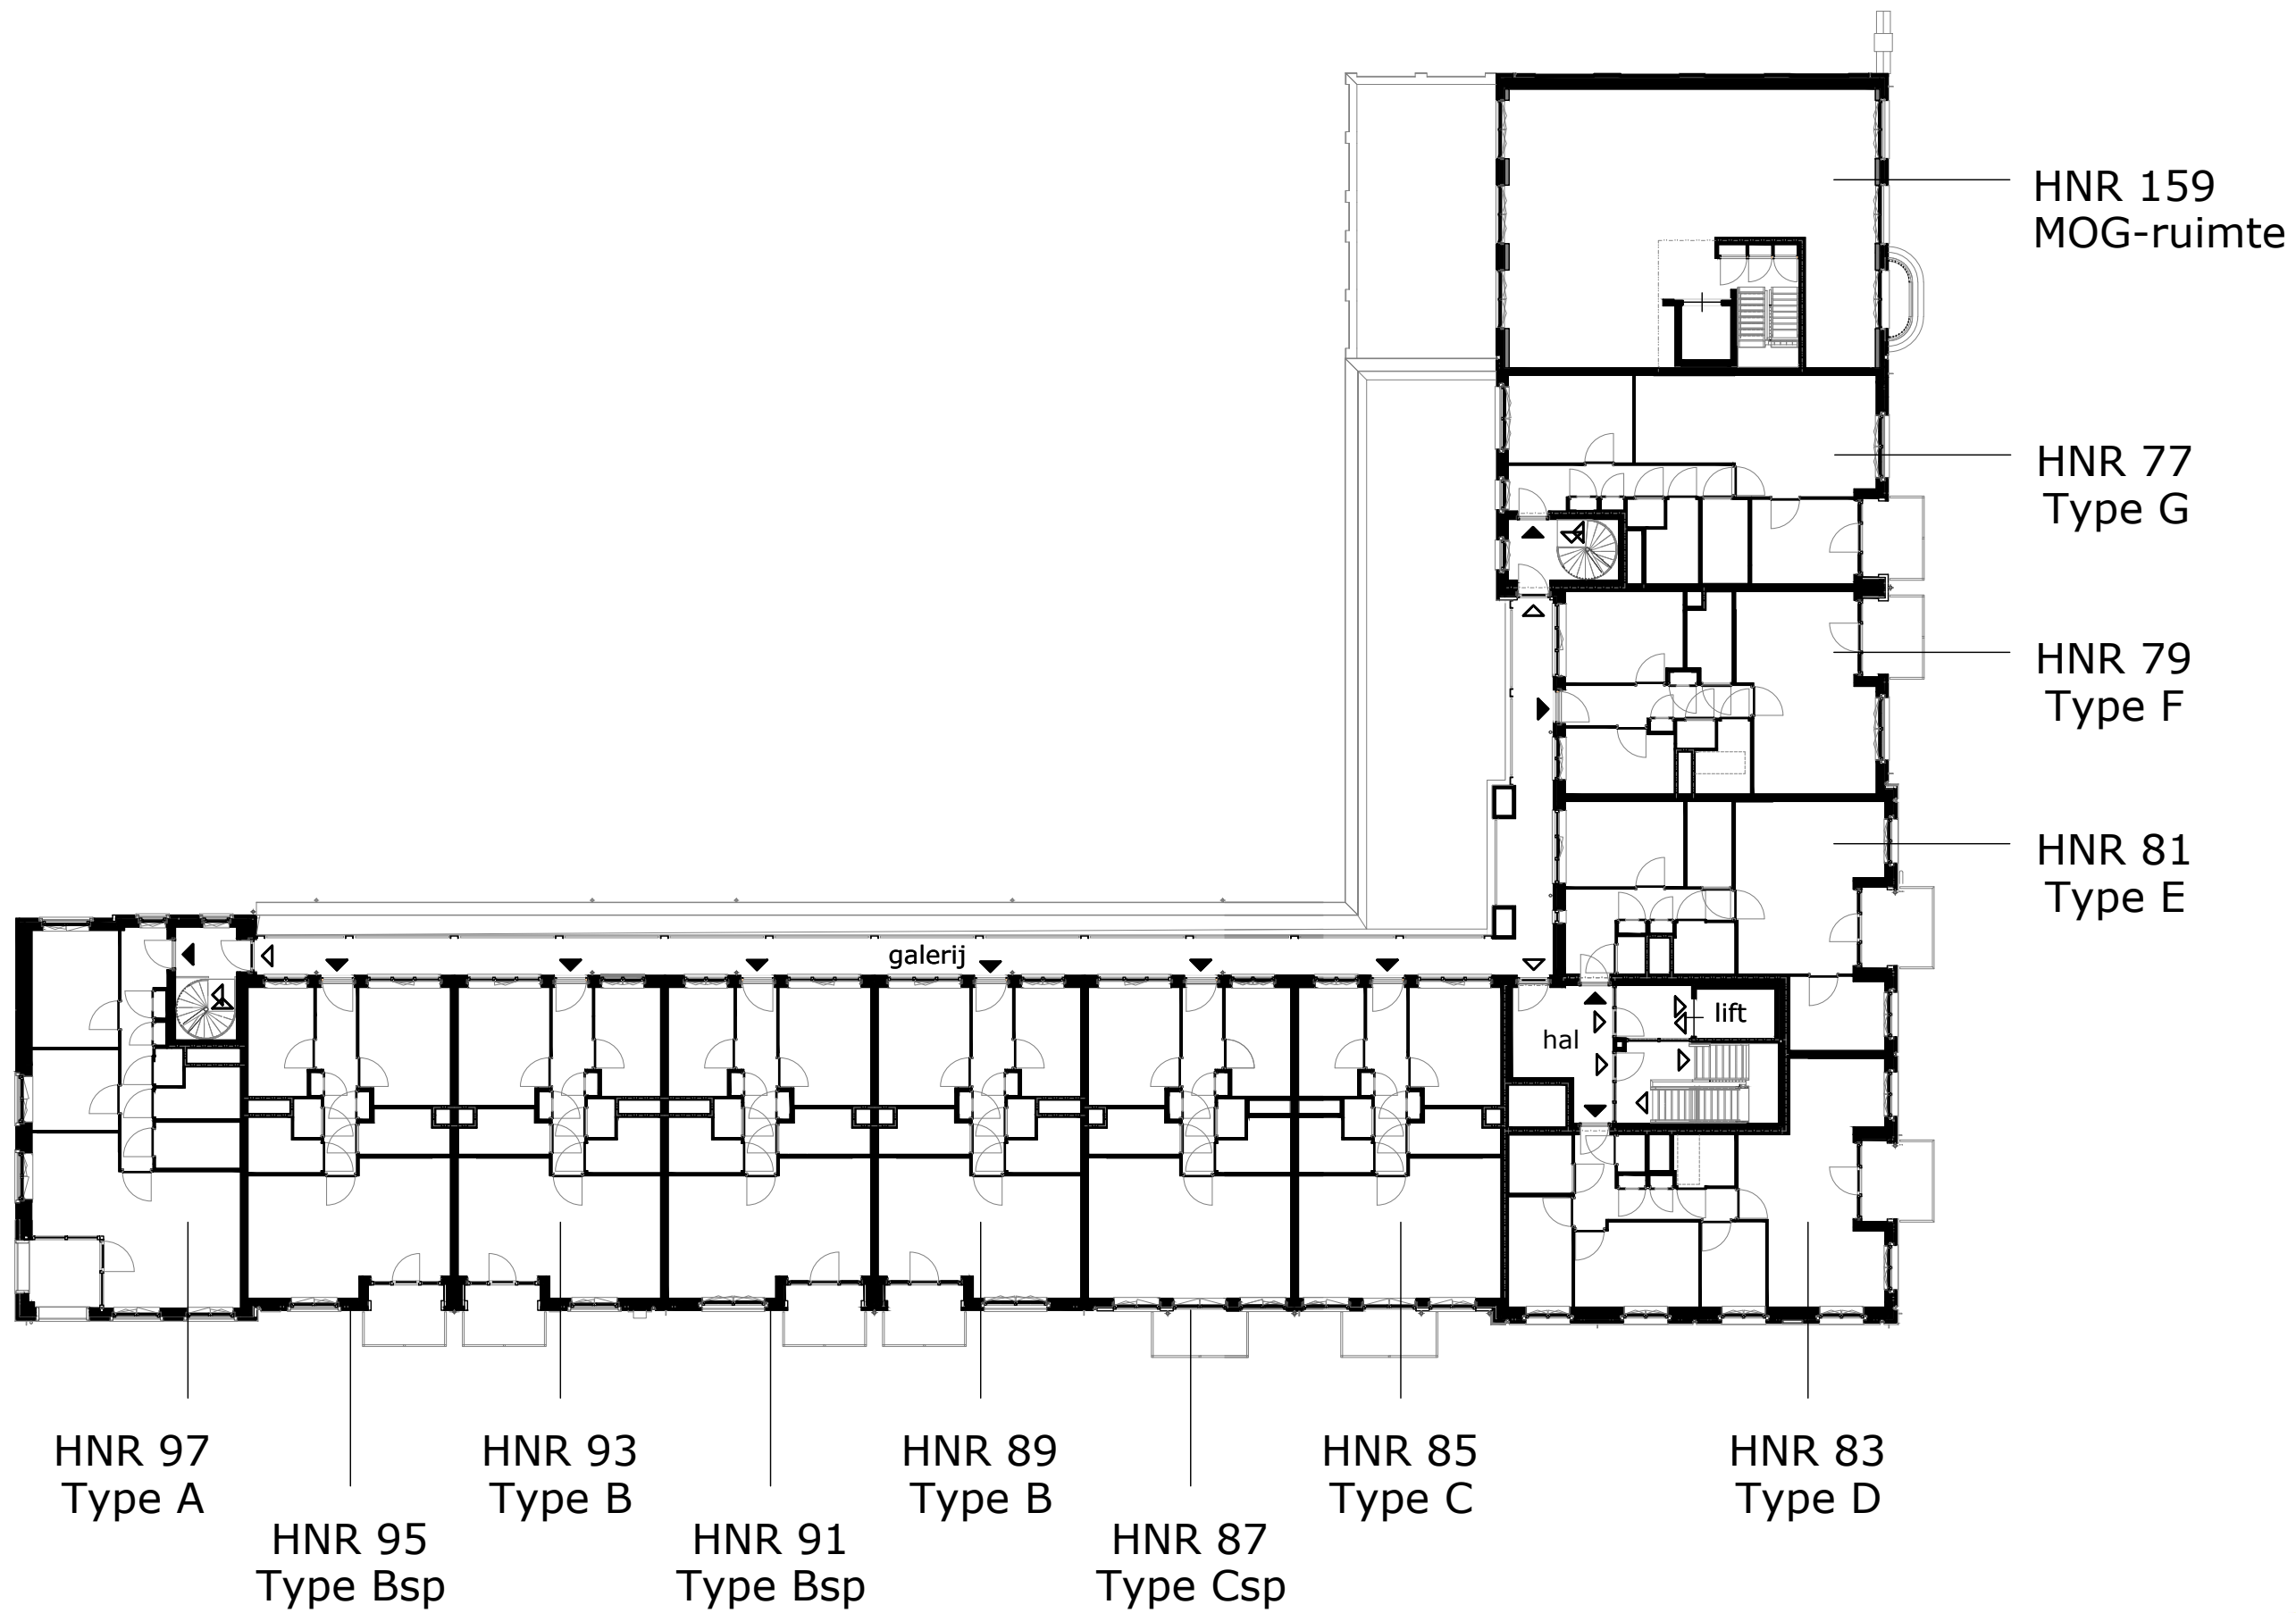 HNR 159
MOG-ruimte
HNR 77
Type G
HNR 79
Type F
HNR 81
Type E
galerij
lift
hal
HNR 97
Type A
HNR 93
Type B
HNR 89
Type B
HNR 85
Type C
HNR 83
Type D
HNR 95
Type Bsp
HNR 91
Type Bsp
HNR 87
Type Csp